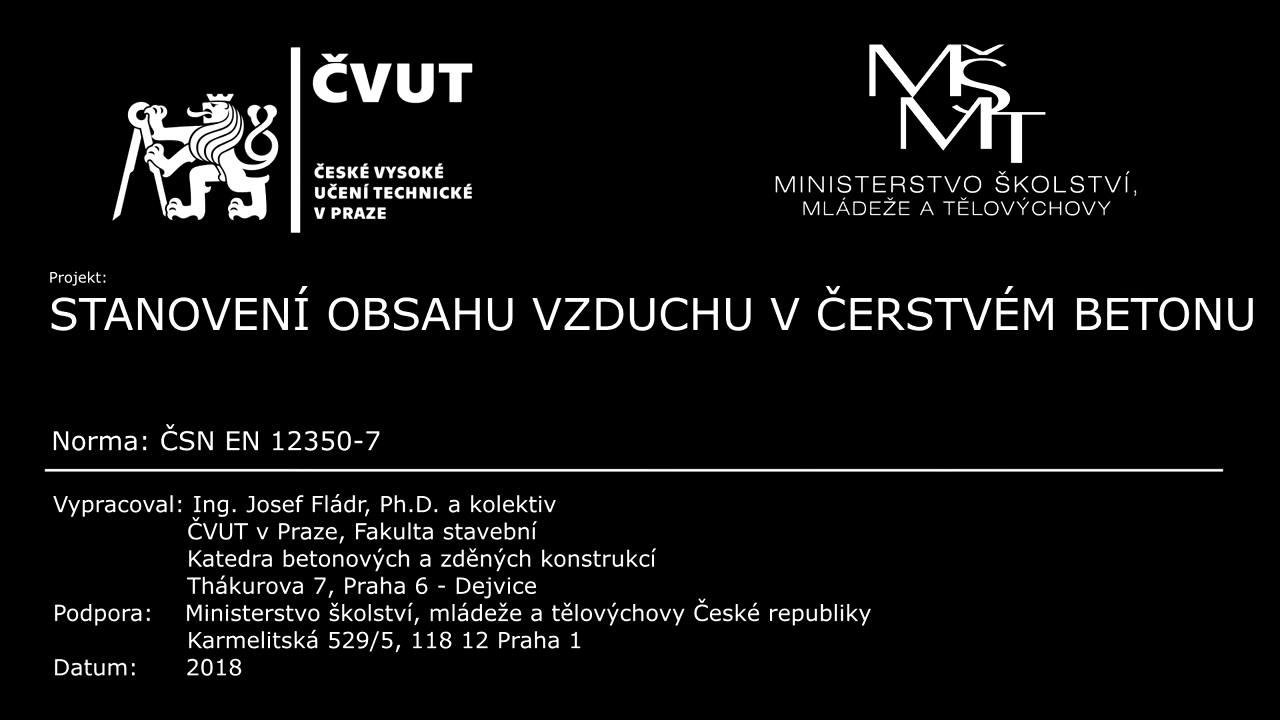 ČVUT
ČESKÉ VYSOKÉ
UČENÍ TECHNICKÉ
V PRAZE
MŠMT
MINISTERSTVO ŠKOLSTVÍ,
MLÁDEŽE A TĚLOVÝCHOVY
Projekt:
STANOVENÍ OBSAHU VZDUCHU V ČERSTVÉM BETONU
Norma: ČSN EN 12350-7
Vypracoval: Ing. Josef Fládr, Ph.D. a kolektiv
ČVUT v Praze, Fakulta stavební
Katedra betonových a zděných konstrukcí
Thákurova 7, Praha 6 - Dejvice
Podpora: Ministerstvo školství, mládeže a tělovýchovy České republiky
Karmelitská 529/5, 118 12 Praha 1
Datum: 2018